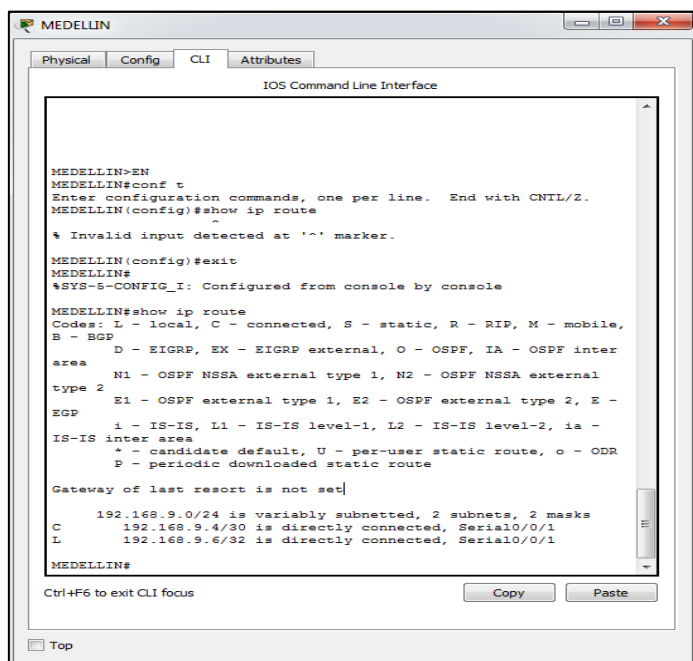 MEDELLIN
Physical Config CLI Attributes
IOS Command Line Interface
MEDELLIN>EN
MEDELLIN#conf t
Enter configuration commands, one per line.  End with CNTL/Z.
MEDELLIN(config)#show ip route
^
% Invalid input detected at '^' marker.
MEDELLIN(config)#exit
MEDELLIN#
%SYS-5-CONFIG_I: Configured from console by console
MEDELLIN#show ip route
Codes: L - local, C - connected, S - static, R - RIP, M - mobile,
B - BGP
D - EIGRP, EX - EIGRP external, O - OSPF, IA - OSPF inter
area
N1 - OSPF NSSA external type 1, N2 - OSPF NSSA external
type 2
E1 - OSPF external type 1, E2 - OSPF external type 2, E -
EGP
i - IS-IS, L1 - IS-IS level-1, L2 - IS-IS level-2, ia -
IS-IS inter area
* - candidate default, U - per-user static route, o - ODR
P - periodic downloaded static route
Gateway of last resort is not set
192.168.9.0/24 is variably subnetted, 2 subnets, 2 masks
C 192.168.9.4/30 is directly connected, Serial0/0/1
L 192.168.9.6/32 is directly connected, Serial0/0/1
MEDELLIN#
Ctrl+F6 to exit CLI focus Copy Paste
Top